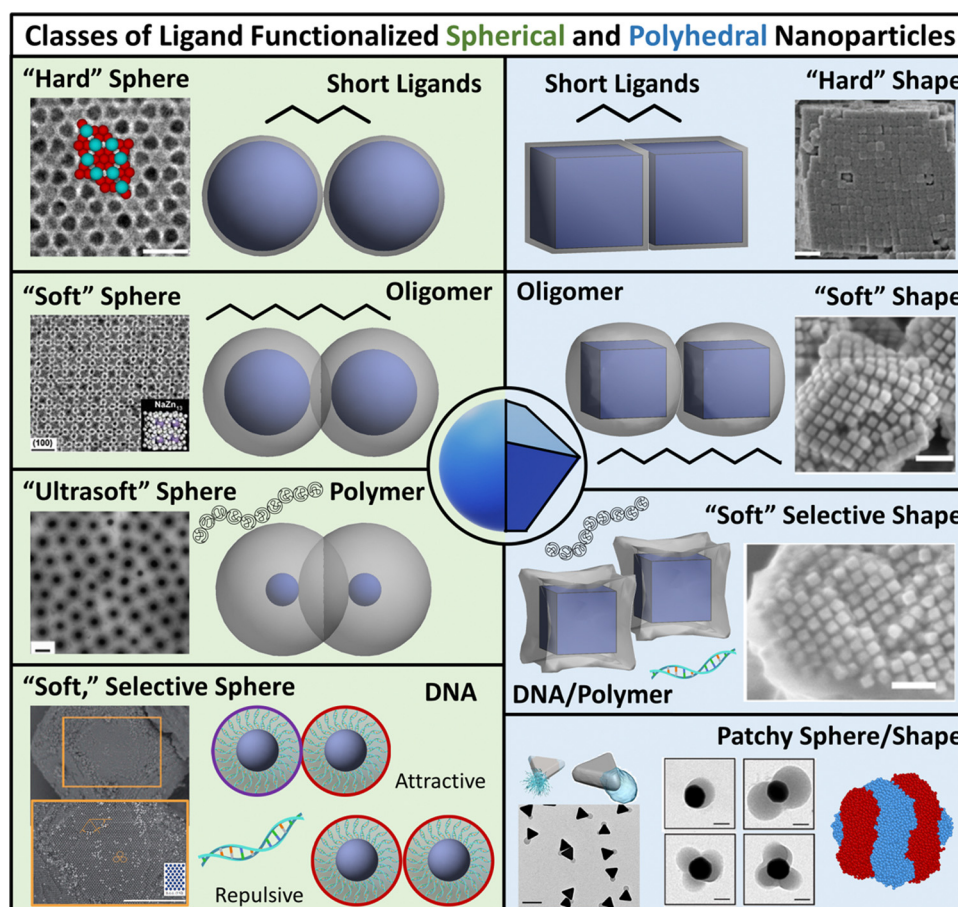 Classes of Ligand Functionalized Spherical and Polyhedral Nanoparticles
“Hard” Sphere
Short Ligands
Short Ligands
“Hard” Shape
“Soft” Sphere
Oligomer
NaZn13
(100)
Oligomer
“Soft” Shape
“Ultrasoft” Sphere
Polymer
“Soft” Selective Shape
DNA/Polymer
“Soft,” Selective Sphere
DNA
Attractive
Repulsive
Patchy Sphere/Shape